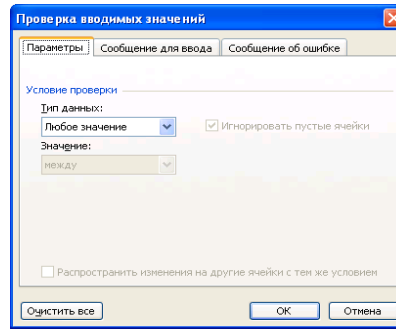 Проверка вводимых значений
Параметры Сообщение для ввода Сообщение об ошибке
Условие проверки
Тип данных:
Любое значение Игнорировать пустые ячейки
Значение:
между
Распространить изменения на другие ячейки с тем же условием
Очистить все ОК Отмена